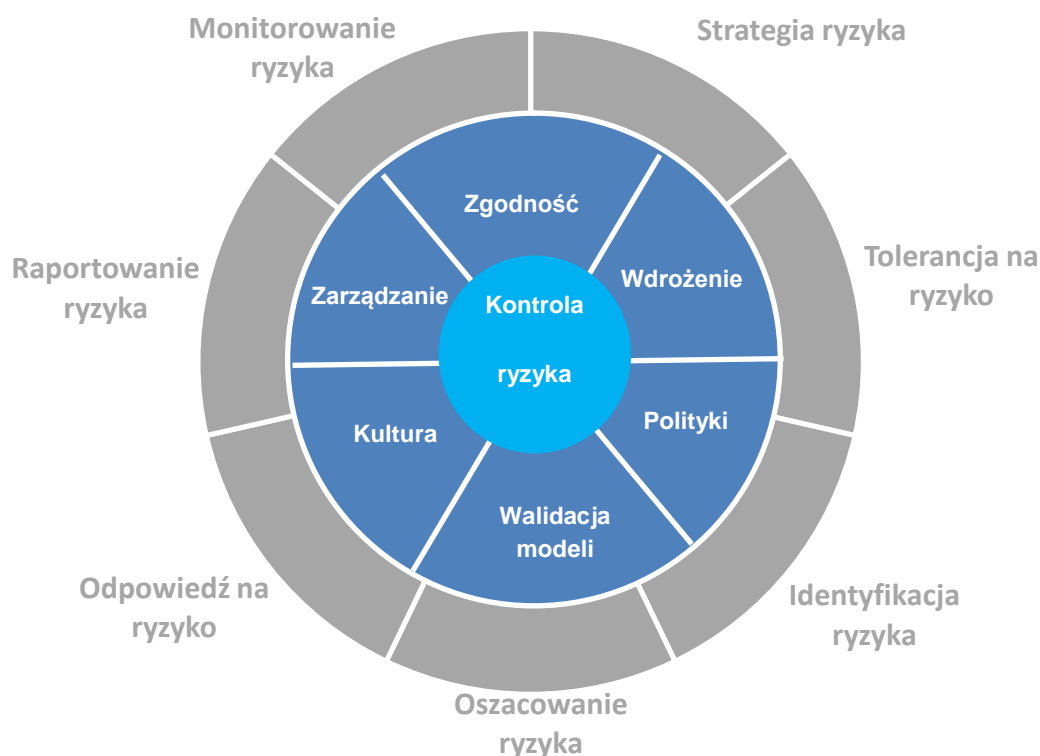 Monitorowanie
ryzyka
Strategia ryzyka
Tolerancja na
ryzyko
Identyfikacja
ryzyka
Oszacowanie
ryzyka
Odpowiedź na
ryzyko
Raportowanie
ryzyka
Zgodność
Wdrożenie
Polityki
Walidacja
modeli
Kultura
Zarządzanie
Kontrola
ryzyka